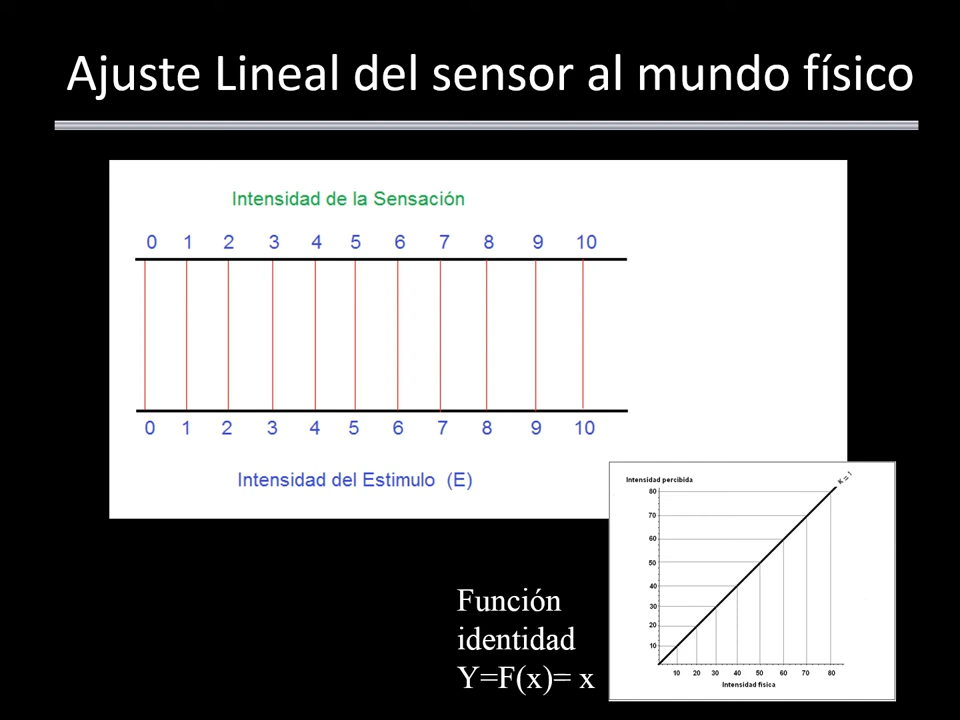 Ajuste Lineal del sensor al mundo físico
Intensidad de la Sensación
0 1 2 3 4 5 6 7 8 9 10
0 1 2 3 4 5 6 7 8 9 10
Intensidad del Estimulo (E)
Intensidad percibida
K = 1
80
70
60
50
40
30
20
10
10 20 30 40 50 60 70 80
Intensidad física
Función
identidad
Y=F(x)= x